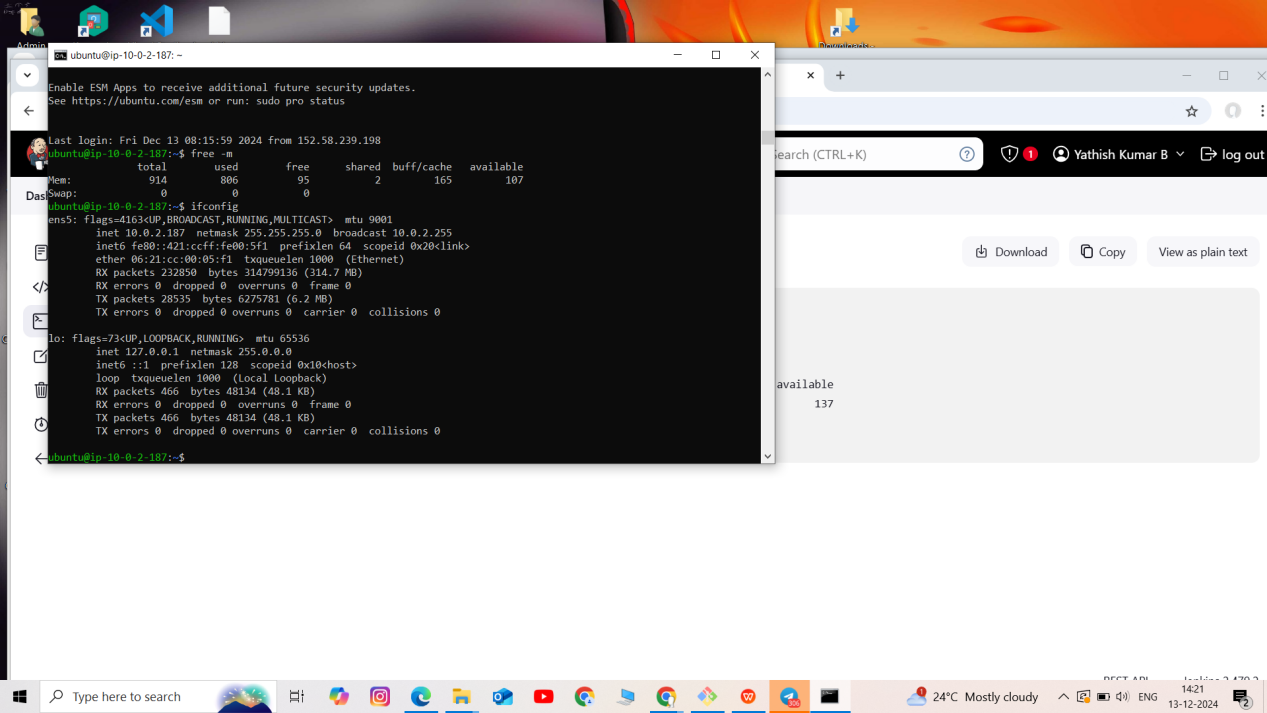 Admin
Downloads -
ubuntu@ip-10-0-2-187: ~
Enable ESM Apps to receive additional future security updates.
See https://ubuntu.com/esm or run: sudo pro status
Last login: Fri Dec 13 08:15:59 2024 from 152.58.239.198
ubuntu@ip-10-0-2-187:~$ free -m
total used free shared buff/cache available
Mem: 914 806 95 2 165 107
Swap: 0 0 0
ubuntu@ip-10-0-2-187:~$ ifconfig
ens5: flags=4163<UP,BROADCAST,RUNNING,MULTICAST> mtu 9001
inet 10.0.2.187 netmask 255.255.255.0 broadcast 10.0.2.255
inet6 fe80::421:ccff:fe00:5f1 prefixlen 64 scopeid 0x20<link>
ether 06:21:cc:00:05:f1 txqueuelen 1000 (Ethernet)
RX packets 232850 bytes 314799136 (314.7 MB)
RX errors 0 dropped 0 overruns 0 frame 0
TX packets 28535 bytes 6275781 (6.2 MB)
TX errors 0 dropped 0 overruns 0 carrier 0 collisions 0
lo: flags=73<UP,LOOPBACK,RUNNING> mtu 65536
inet 127.0.0.1 netmask 255.0.0.0
inet6 ::1 prefixlen 128 scopeid 0x10<host>
loop txqueuelen 1000 (Local Loopback)
RX packets 466 bytes 48134 (48.1 KB)
RX errors 0 dropped 0 overruns 0 frame 0
TX packets 466 bytes 48134 (48.1 KB)
TX errors 0 dropped 0 overruns 0 carrier 0 collisions 0
ubuntu@ip-10-0-2-187:~$
earch (CTRL+K)
1
Yathish Kumar B
log out
Das
Download
Copy
View as plain text
available
137
Type here to search
306
1
24°C Mostly cloudy
ENG
14:21
13-12-2024
2